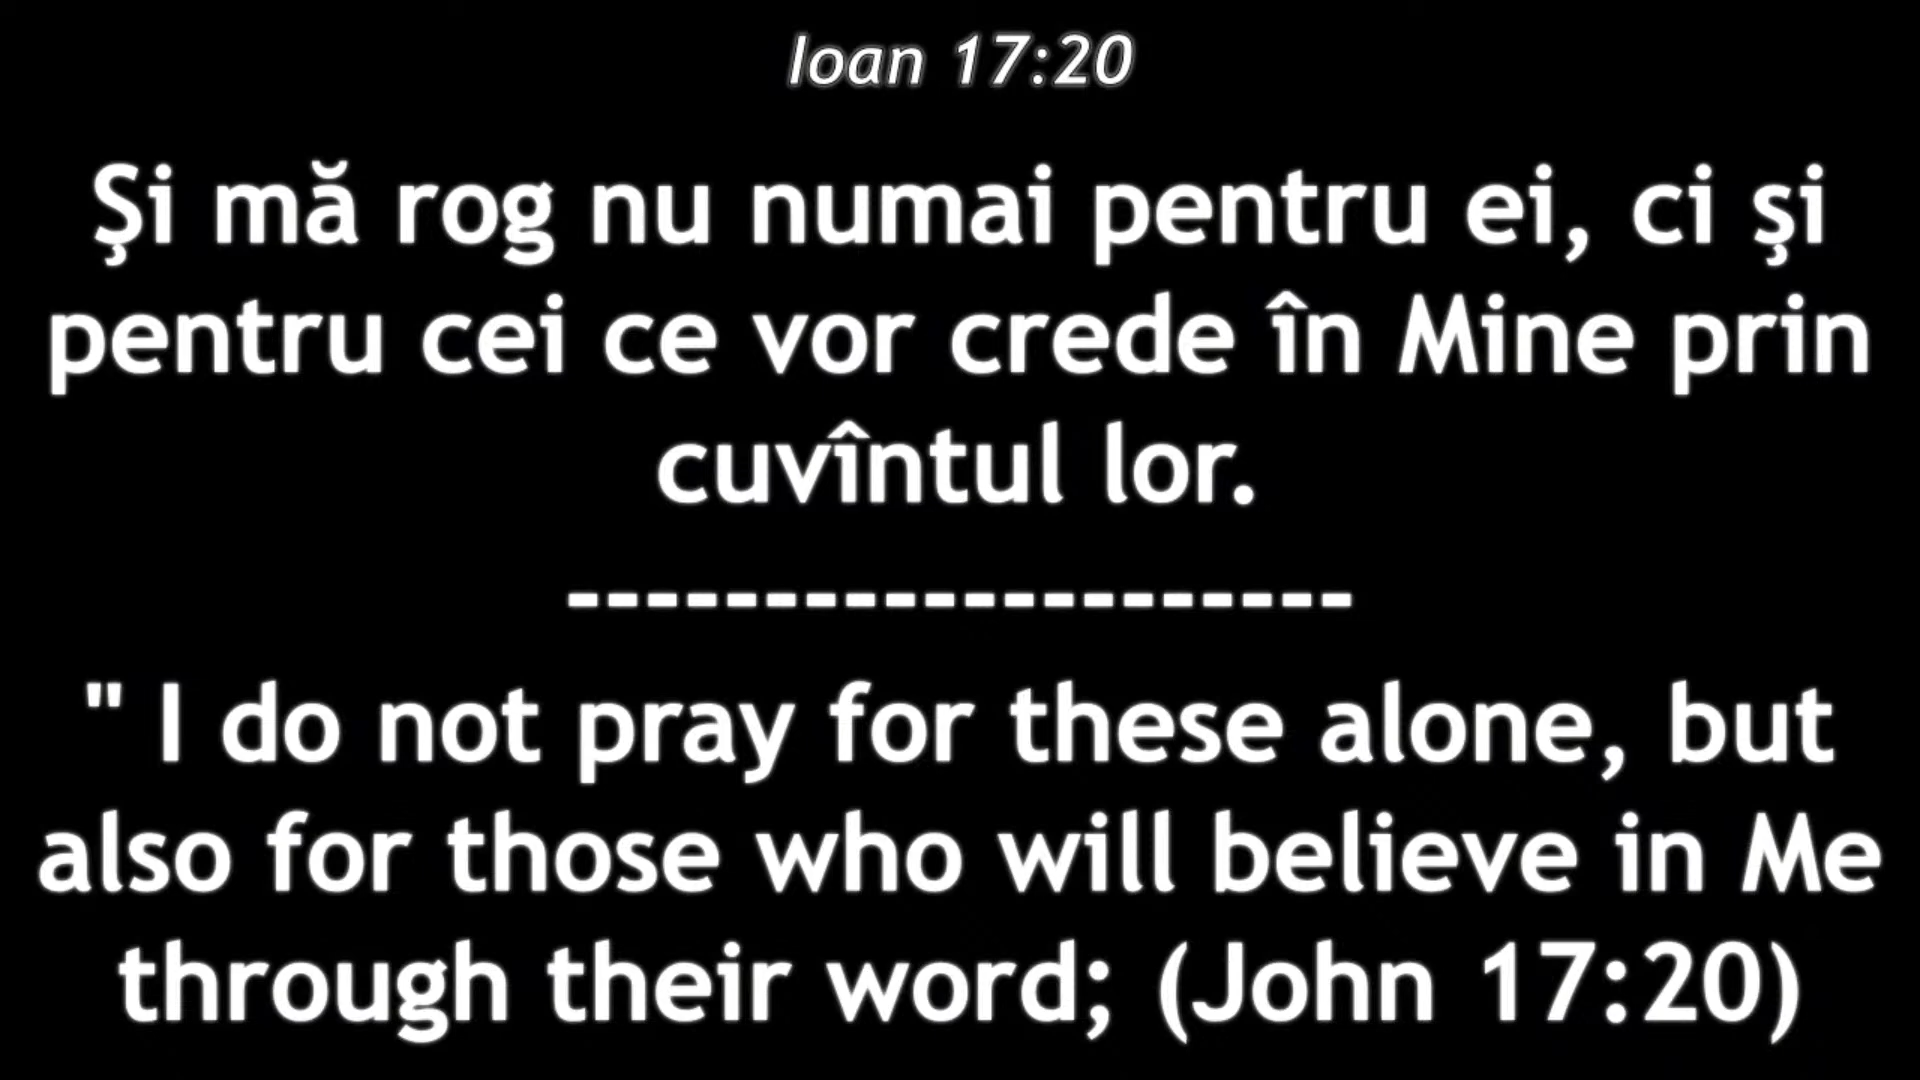 Ioan 17:20
Şi mă rog nu numai pentru ei, ci şi
pentru cei ce vor crede în Mine prin
cuvîntul lor.
--------------------
" I do not pray for these alone, but
also for those who will believe in Me
through their word; (John 17:20)